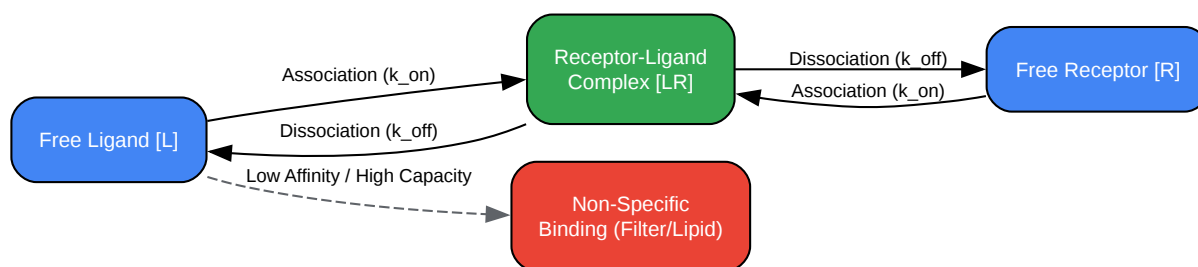 Free Ligand [L]
Association (k_on)
Dissociation (k_off)
Low Affinity / High Capacity
Receptor-Ligand
Complex [LR]
Non-Specific
Binding (Filter/Lipid)
Dissociation (k_off)
Association (k_on)
Free Receptor [R]